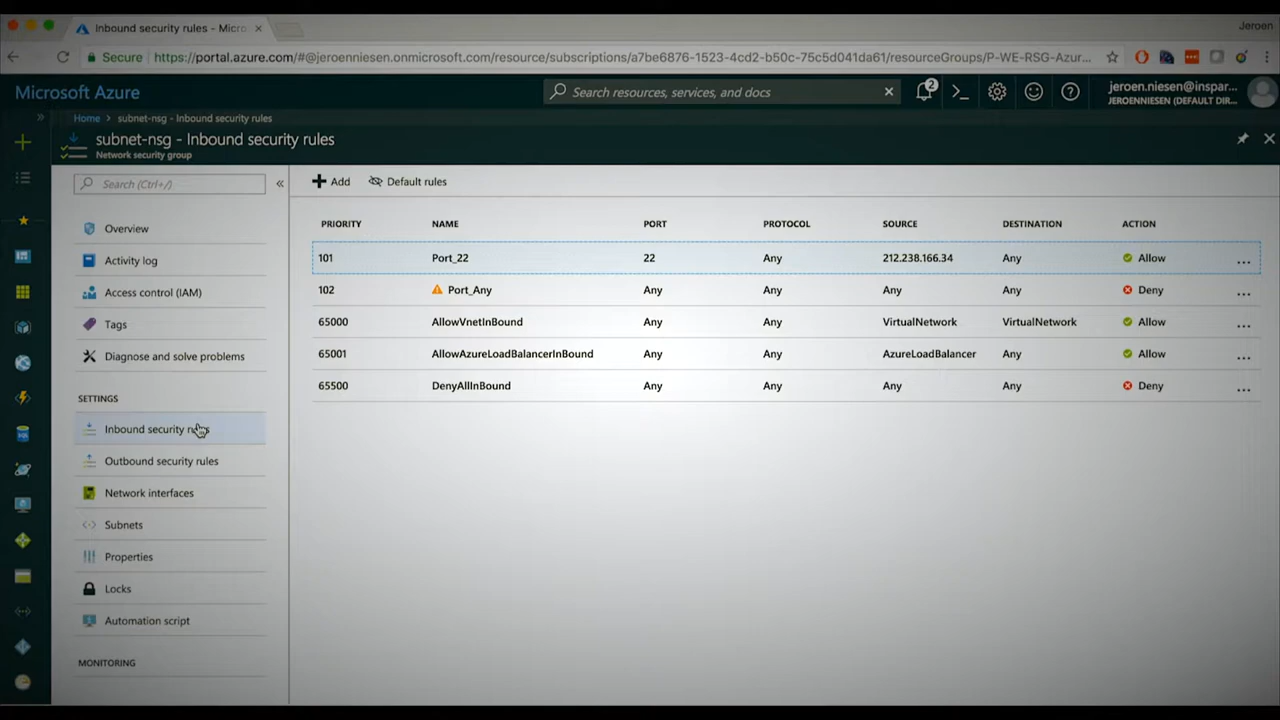 Inbound security rules - Micro
Jeroen
Secure
https://portal.azure.com/#@jeroenniesen.onmicrosoft.com/resource/subscriptions/a7be6876-1523-4cd2-b50c-75c5d041da61/resourceGroups/P-WE-RSG-Azur...
Microsoft Azure
Search resources, services, and docs
2
jeroen.niesen@inspar...
JEROENNIESEN (DEFAULT DIR...
Home
subnet-nsg - Inbound security rules
subnet-nsg - Inbound security rules
Network security group
Search (Ctrl+/)
Add
Default rules
Overview
Activity log
Access control (IAM)
Tags
Diagnose and solve problems
SETTINGS
Inbound security rules
Outbound security rules
Network interfaces
Subnets
Properties
Locks
Automation script
MONITORING
PRIORITY NAME PORT PROTOCOL SOURCE DESTINATION ACTION
101 Port_22 22 Any 212.238.166.34 Any Allow ...
102 Port_Any Any Any Any Any Deny ...
65000 AllowVnetInBound Any Any VirtualNetwork VirtualNetwork Allow ...
65001 AllowAzureLoadBalancerInBound Any Any AzureLoadBalancer Any Allow ...
65500 DenyAllInBound Any Any Any Any Deny ...